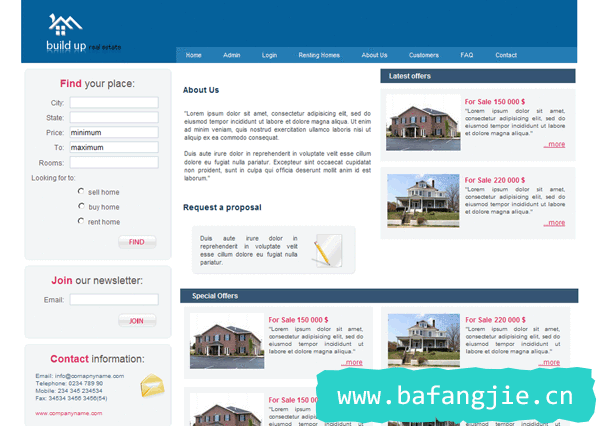 build up real estate
Home Admin Login Renting Homes About Us Customers FAQ Contact
Find your place:
City:
State:
Price: minimum
To: maximum
Rooms:
Looking for to:
sell home
buy home
rent home
FIND
Join our newsletter:
Email:
JOIN
Contact information:
Email: info@comapnyname.com
Telephone: 0234 789 90
Mobile: 234 345 234534
Fax: 34534 3456 3456(54)
www.companyname.com
About Us
"Lorem ipsum dolor sit amet, consectetur adipiscing elit, sed do
eiusmod tempor incididunt ut labore et dolore magna aliqua. Ut enim
ad minim veniam, quis nostrud exercitation ullamco laboris nisi ut
aliquip ex ea commodo consequat.
Duis aute irure dolor in reprehenderit in voluptate velit esse cillum
dolore eu fugiat nulla pariatur. Excepteur sint occaecat cupidatat
non proident, sunt in culpa qui officia deserunt mollit anim id est
laborum."
Request a proposal
Duis aute irure dolor in
reprehenderit in voluptate velit
esse cillum dolore eu fugiat nulla
pariatur.
Latest offers
For Sale 150 000 $
"Lorem ipsum dolor sit
amet, consectetur
adipiscing elit, sed do
eiusmod tempor incididunt
ut labore et dolore
magna aliqua."
...more
For Sale 220 000 $
"Lorem ipsum dolor sit
amet, consectetur
adipiscing elit, sed do
eiusmod tempor incididunt
ut labore et dolore
magna aliqua."
...more
Special Offers
For Sale 150 000 $
"Lorem ipsum dolor sit amet,
consectetur adipiscing elit, sed do
eiusmod tempor incididunt ut
labore et dolore magna aliqua."
...more
For Sale 220 000 $
"Lorem ipsum dolor sit amet,
consectetur adipiscing elit, sed do
eiusmod tempor incididunt ut
For Sale 150 000 $
www.bafangjie.cn